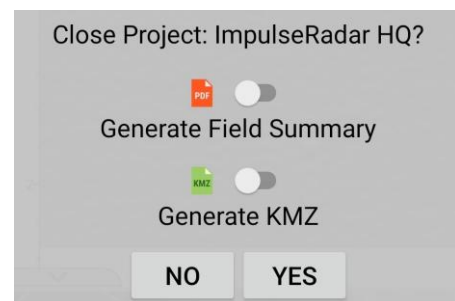 Close Project: ImpulseRadar HQ?
PDF
Generate Field Summary
KMZ
Generate KMZ
NO YES